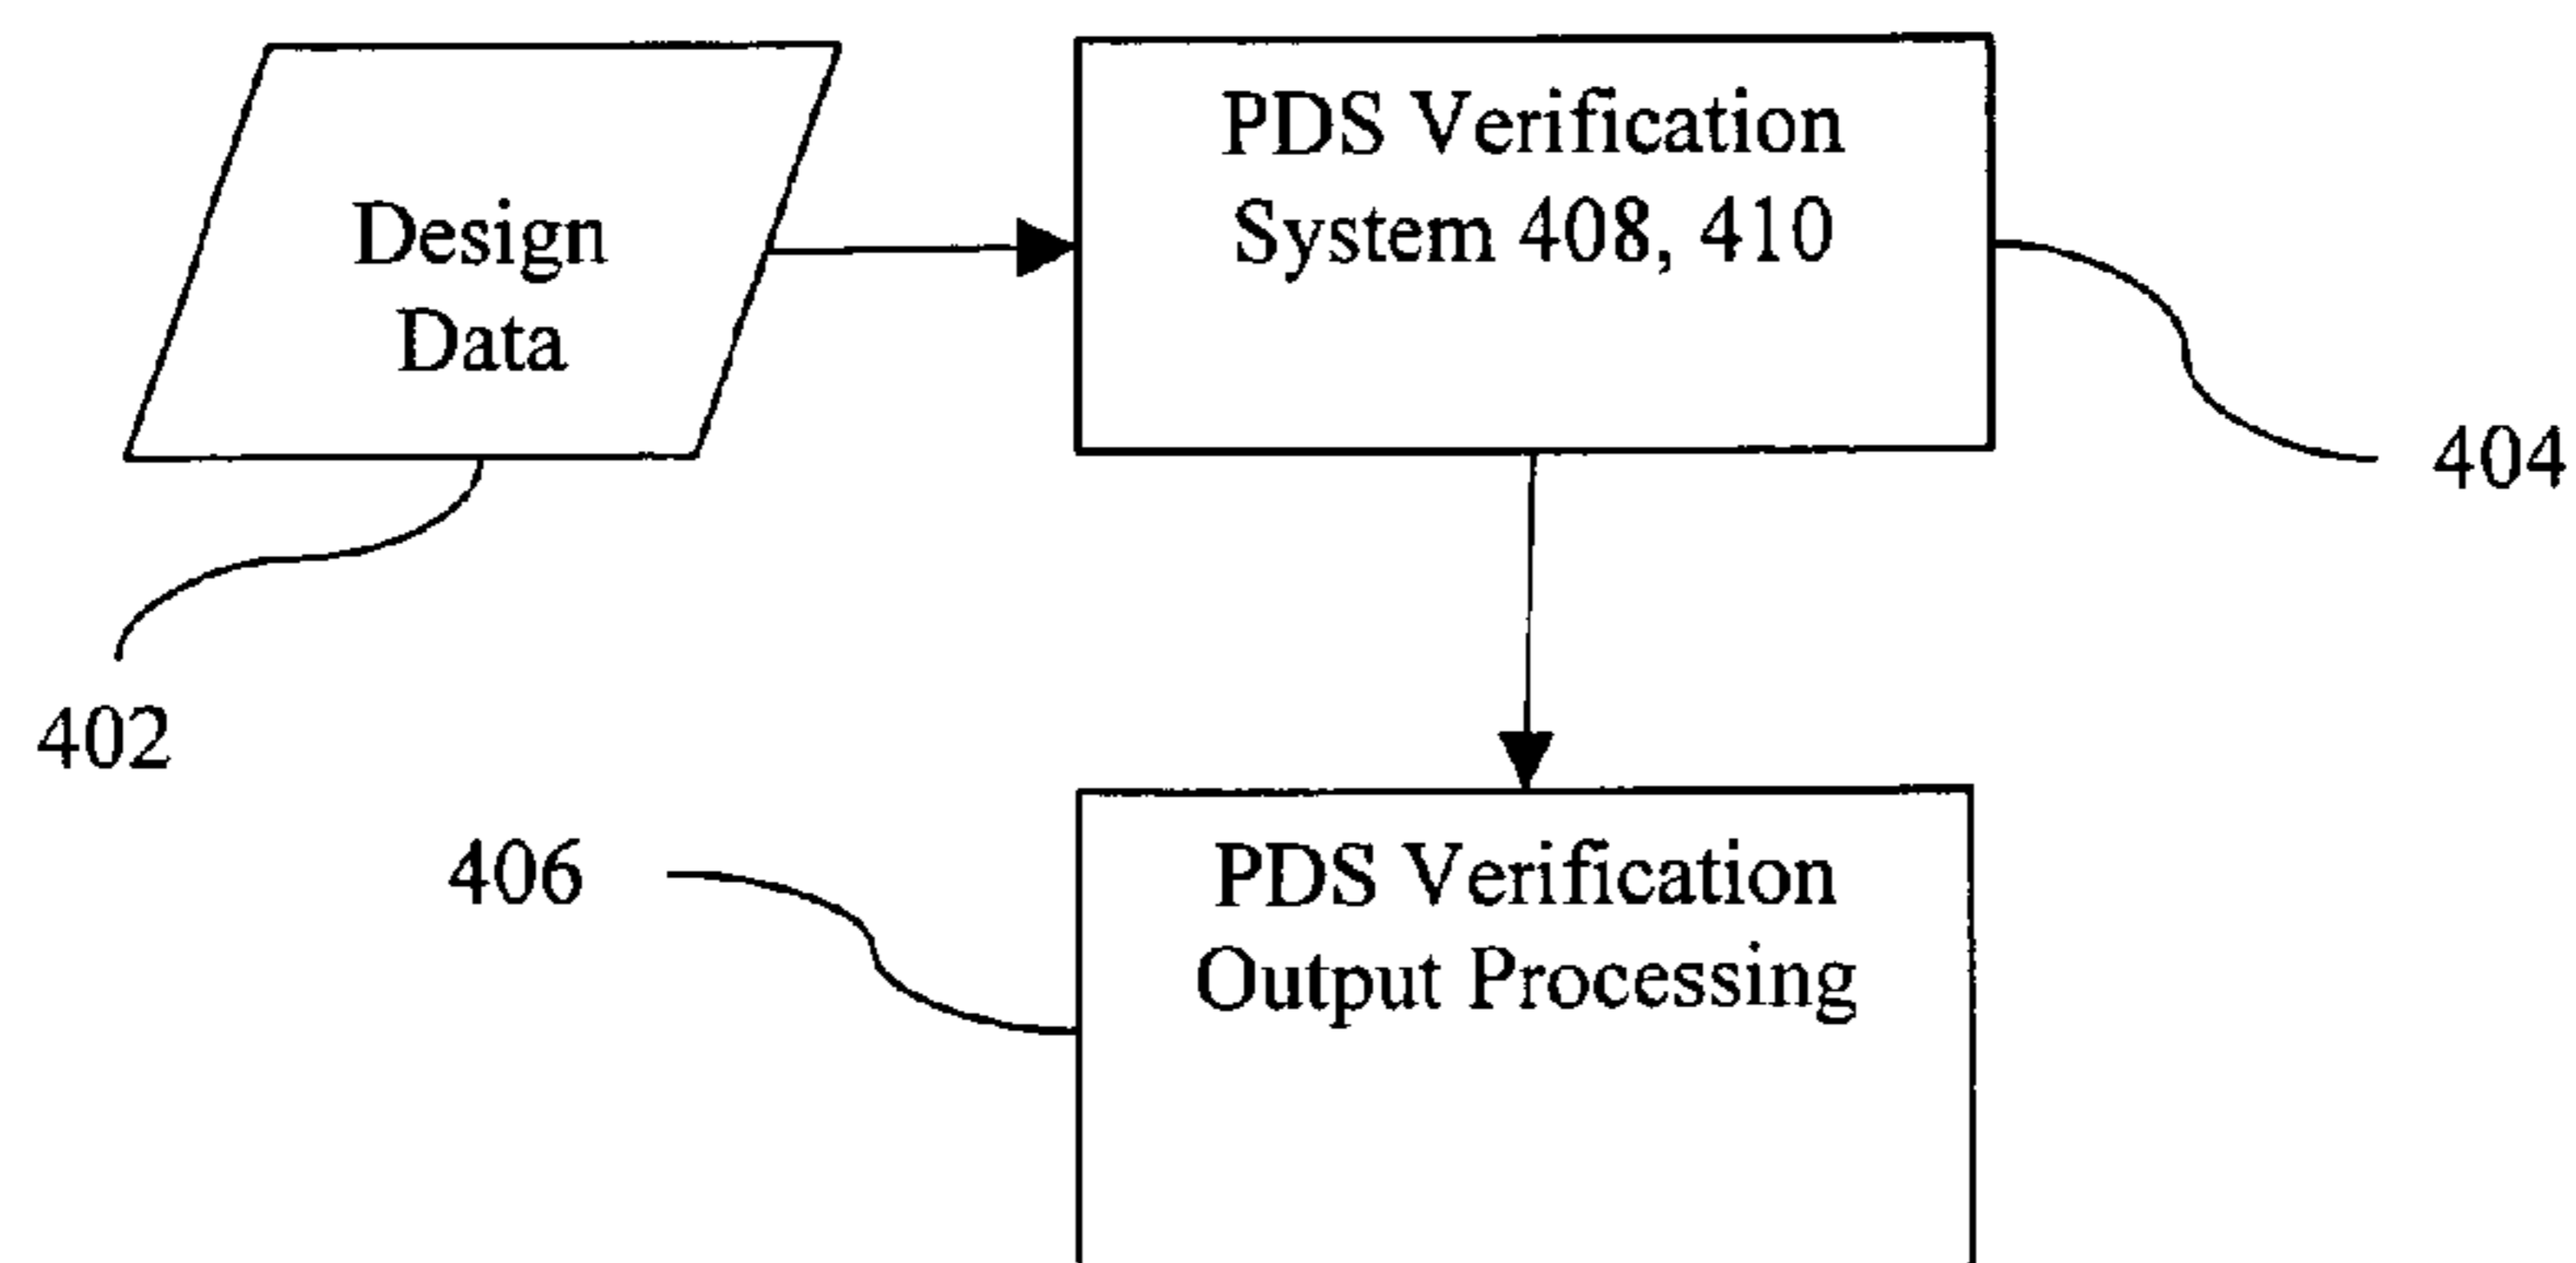 Design
Data
PDS Verification
System 408, 410
404
402
406
PDS Verification
Output Processing